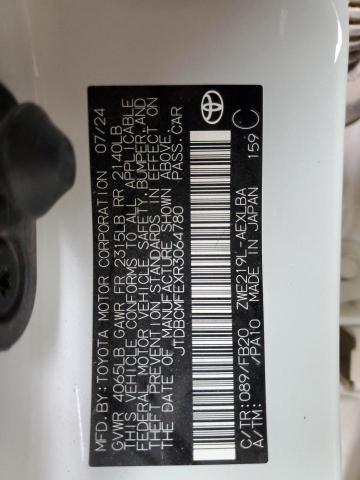 MFD. BY: TOYOTA MOTOR CORPORATION 07/24
GVWR 4065LB GAWR FR 2315LB RR 2140LB
THIS VEHICLE CONFORMS TO ALL APPLICABLE
FEDERAL MOTOR VEHICLE SAFETY, BUMPER, AND
THEFT PREVENTION STANDARDS IN EFFECT ON
THE DATE OF MANUFACTURE SHOWN ABOVE.
JTDBCMFEXR3064780 PASS. CAR
C/TR: 089/FB20 ZWE219L-AEXLBA
A/TM: -/PA10 MADE IN JAPAN 159 C